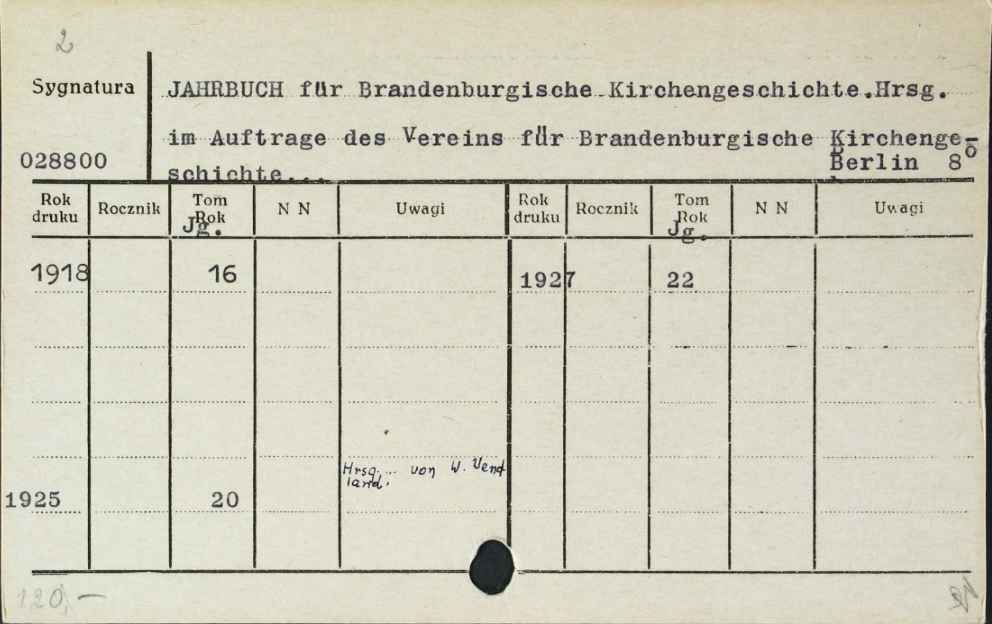 2
Sygnatura
JAHRBUCH für Brandenburgische Kirchengeschichte.Hrsg.
im Auftrage des Vereins für Brandenburgische Kirchenge-
028800
schichte...
Berlin 8°
Rok druku Rocznik Tom Rok Jg. N N Uwagi Rok druku Rocznik Tom Rok Jg. N N Uwagi
1918 16 1927 22
Hrsg. ... von W. Vend
land.
1925 20
120,-